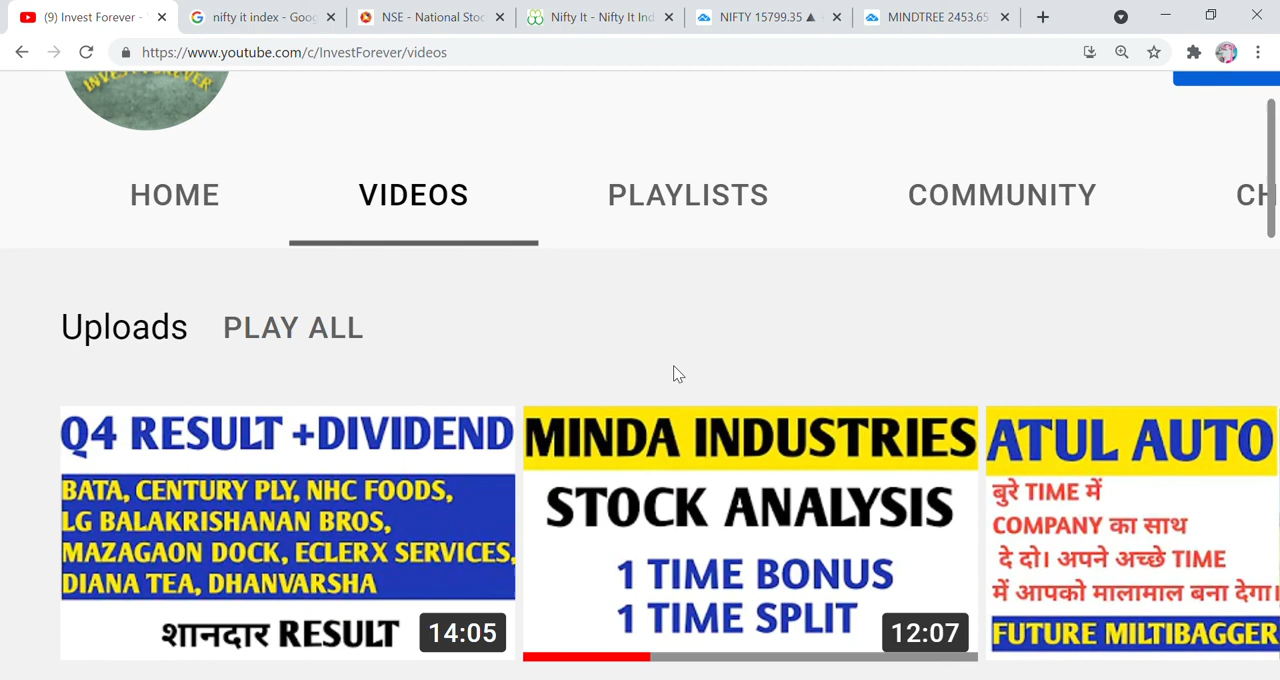 (9) Invest Forever -
nifty it index - Goog
NSE - National Stoc
Nifty It - Nifty It Ind
NIFTY 15799.35 ▲
MINDTREE 2453.65
https://www.youtube.com/c/InvestForever/videos
INVEST FOREVER
HOME
VIDEOS
PLAYLISTS
COMMUNITY
CH
Uploads
PLAY ALL
Q4 RESULT +DIVIDEND
BATA, CENTURY PLY, NHC FOODS,
LG BALAKRISHANAN BROS,
MAZAGAON DOCK, ECLERX SERVICES,
DIANA TEA, DHANVARSHA
शानदार RESULT
14:05
MINDA INDUSTRIES
STOCK ANALYSIS
1 TIME BONUS
1 TIME SPLIT
12:07
ATUL AUTO
बुरे TIME में
COMPANY का साथ
दे दो। अपने अच्छे TIME
में आपको मालामाल बना देगा।
FUTURE MILTIBAGGER